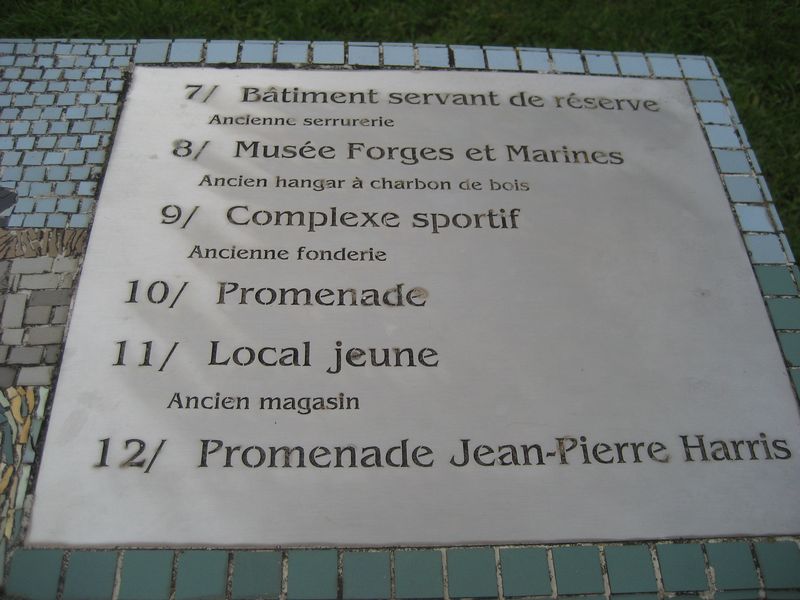 7/ Bâtiment servant de réserve
Ancienne serrurerie
8/ Musée Forges et Marines
Ancien hangar à charbon de bois
9/ Complexe sportif
Ancienne fonderie
10/ Promenade
11/ Local jeune
Ancien magasin
12/ Promenade Jean-Pierre Harris